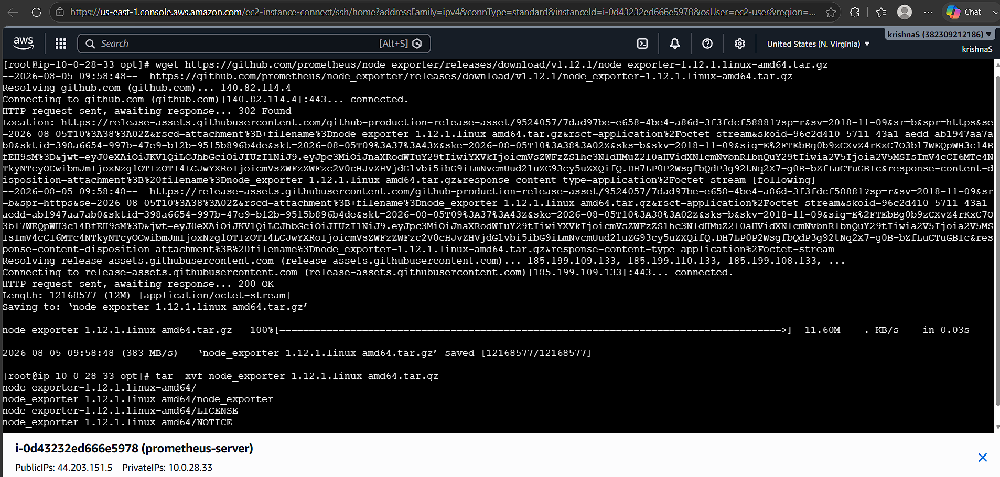 https://us-east-1.console.aws.amazon.com/ec2-instance-connect/ssh/home?addressFamily=ipv4&connType=standard&instanceId=i-0d43232ed666e5978&osUser=ec2-user&region=...
Chat
aws
Search
[Alt+S]
United States (N. Virginia)
krishnaS (382309212186)
krishnaS
[root@ip-10-0-28-33 opt]# wget https://github.com/prometheus/node_exporter/releases/download/v1.12.1/node_exporter-1.12.1.linux-amd64.tar.gz
--2026-08-05 09:58:48--  https://github.com/prometheus/node_exporter/releases/download/v1.12.1/node_exporter-1.12.1.linux-amd64.tar.gz
Resolving github.com (github.com)... 140.82.114.4
Connecting to github.com (github.com)|140.82.114.4|:443... connected.
HTTP request sent, awaiting response... 302 Found
Location: https://release-assets.githubusercontent.com/github-production-release-asset/9524057/7dad97be-e658-4be4-a86d-3f3fdcf58881?sp=r&sv=2018-11-09&sr=b&spr=https&se
=2026-08-05T10%3A38%3A02Z&rscd=attachment%3B+filename%3Dnode_exporter-1.12.1.linux-amd64.tar.gz&rsct=application%2Foctet-stream&skoid=96c2d410-5711-43a1-aedd-ab1947aa7a
b0&sktid=398a6654-997b-47e9-b12b-9515b896b4de&skt=2026-08-05T09%3A37%3A43Z&ske=2026-08-05T10%3A38%3A02Z&sks=b&skv=2018-11-09&sig=E%2FTEbBg0b9zCXvZ4rKxC7O3bl7WEQpWH3c14B
fEH9sM%3D&jwt=eyJ0eXAiOiJKV1QiLCJhbGciOiJIUzI1NiJ9.eyJpc3MiOiJnaXRodWIuY29tIiwiYXVkIjoicmVsZWFzZS1hc3NldHMuZ2l0aHVidXNlcmNvbnRlbnQuY29tIiwia2V5Ijoia2V5MSIsImV4cCI6MTc4N
TkyNTcyOCwibmJmIjoxNzg1OTIzOTI4LCJwYXRoIjoicmVsZWFzZWFzc2V0cHJvZHVjdGlvbi5ibG9iLmNvcmUud2luZG93cy5uZXQifQ.DH7LP0P2WsgfbQdP3g92tNq2X7-g0B-bZfLuCTuGBIc&response-content-d
isposition=attachment%3B%20filename%3Dnode_exporter-1.12.1.linux-amd64.tar.gz&response-content-type=application%2Foctet-stream [following]
--2026-08-05 09:58:48--  https://release-assets.githubusercontent.com/github-production-release-asset/9524057/7dad97be-e658-4be4-a86d-3f3fdcf58881?sp=r&sv=2018-11-09&sr
=b&spr=https&se=2026-08-05T10%3A38%3A02Z&rscd=attachment%3B+filename%3Dnode_exporter-1.12.1.linux-amd64.tar.gz&rsct=application%2Foctet-stream&skoid=96c2d410-5711-43a1-
aedd-ab1947aa7ab0&sktid=398a6654-997b-47e9-b12b-9515b896b4de&skt=2026-08-05T09%3A37%3A43Z&ske=2026-08-05T10%3A38%3A02Z&sks=b&skv=2018-11-09&sig=E%2FTEbBg0b9zCXvZ4rKxC7O
3bl7WEQpWH3c14BfEH9sM%3D&jwt=eyJ0eXAiOiJKV1QiLCJhbGciOiJIUzI1NiJ9.eyJpc3MiOiJnaXRodWIuY29tIiwiYXVkIjoicmVsZWFzZS1hc3NldHMuZ2l0aHVidXNlcmNvbnRlbnQuY29tIiwia2V5Ijoia2V5MS
IsImV4cCI6MTc4NTkyNTcyOCwibmJmIjoxNzg1OTIzOTI4LCJwYXRoIjoicmVsZWFzZWFzc2V0cHJvZHVjdGlvbi5ibG9iLmNvcmUud2luZG93cy5uZXQifQ.DH7LP0P2WsgfbQdP3g92tNq2X7-g0B-bZfLuCTuGBIc&res
ponse-content-disposition=attachment%3B%20filename%3Dnode_exporter-1.12.1.linux-amd64.tar.gz&response-content-type=application%2Foctet-stream
Resolving release-assets.githubusercontent.com (release-assets.githubusercontent.com)... 185.199.109.133, 185.199.110.133, 185.199.108.133, ...
Connecting to release-assets.githubusercontent.com (release-assets.githubusercontent.com)|185.199.109.133|:443... connected.
HTTP request sent, awaiting response... 200 OK
Length: 12168577 (12M) [application/octet-stream]
Saving to: ‘node_exporter-1.12.1.linux-amd64.tar.gz’
node_exporter-1.12.1.linux-amd64.tar.gz   100%[=====================================================================================>]  11.60M  --.-KB/s    in 0.03s
2026-08-05 09:58:48 (383 MB/s) - ‘node_exporter-1.12.1.linux-amd64.tar.gz’ saved [12168577/12168577]
[root@ip-10-0-28-33 opt]# tar -xvf node_exporter-1.12.1.linux-amd64.tar.gz
node_exporter-1.12.1.linux-amd64/
node_exporter-1.12.1.linux-amd64/node_exporter
node_exporter-1.12.1.linux-amd64/LICENSE
node_exporter-1.12.1.linux-amd64/NOTICE
i-0d43232ed666e5978 (prometheus-server)
PublicIPs: 44.203.151.5   PrivateIPs: 10.0.28.33